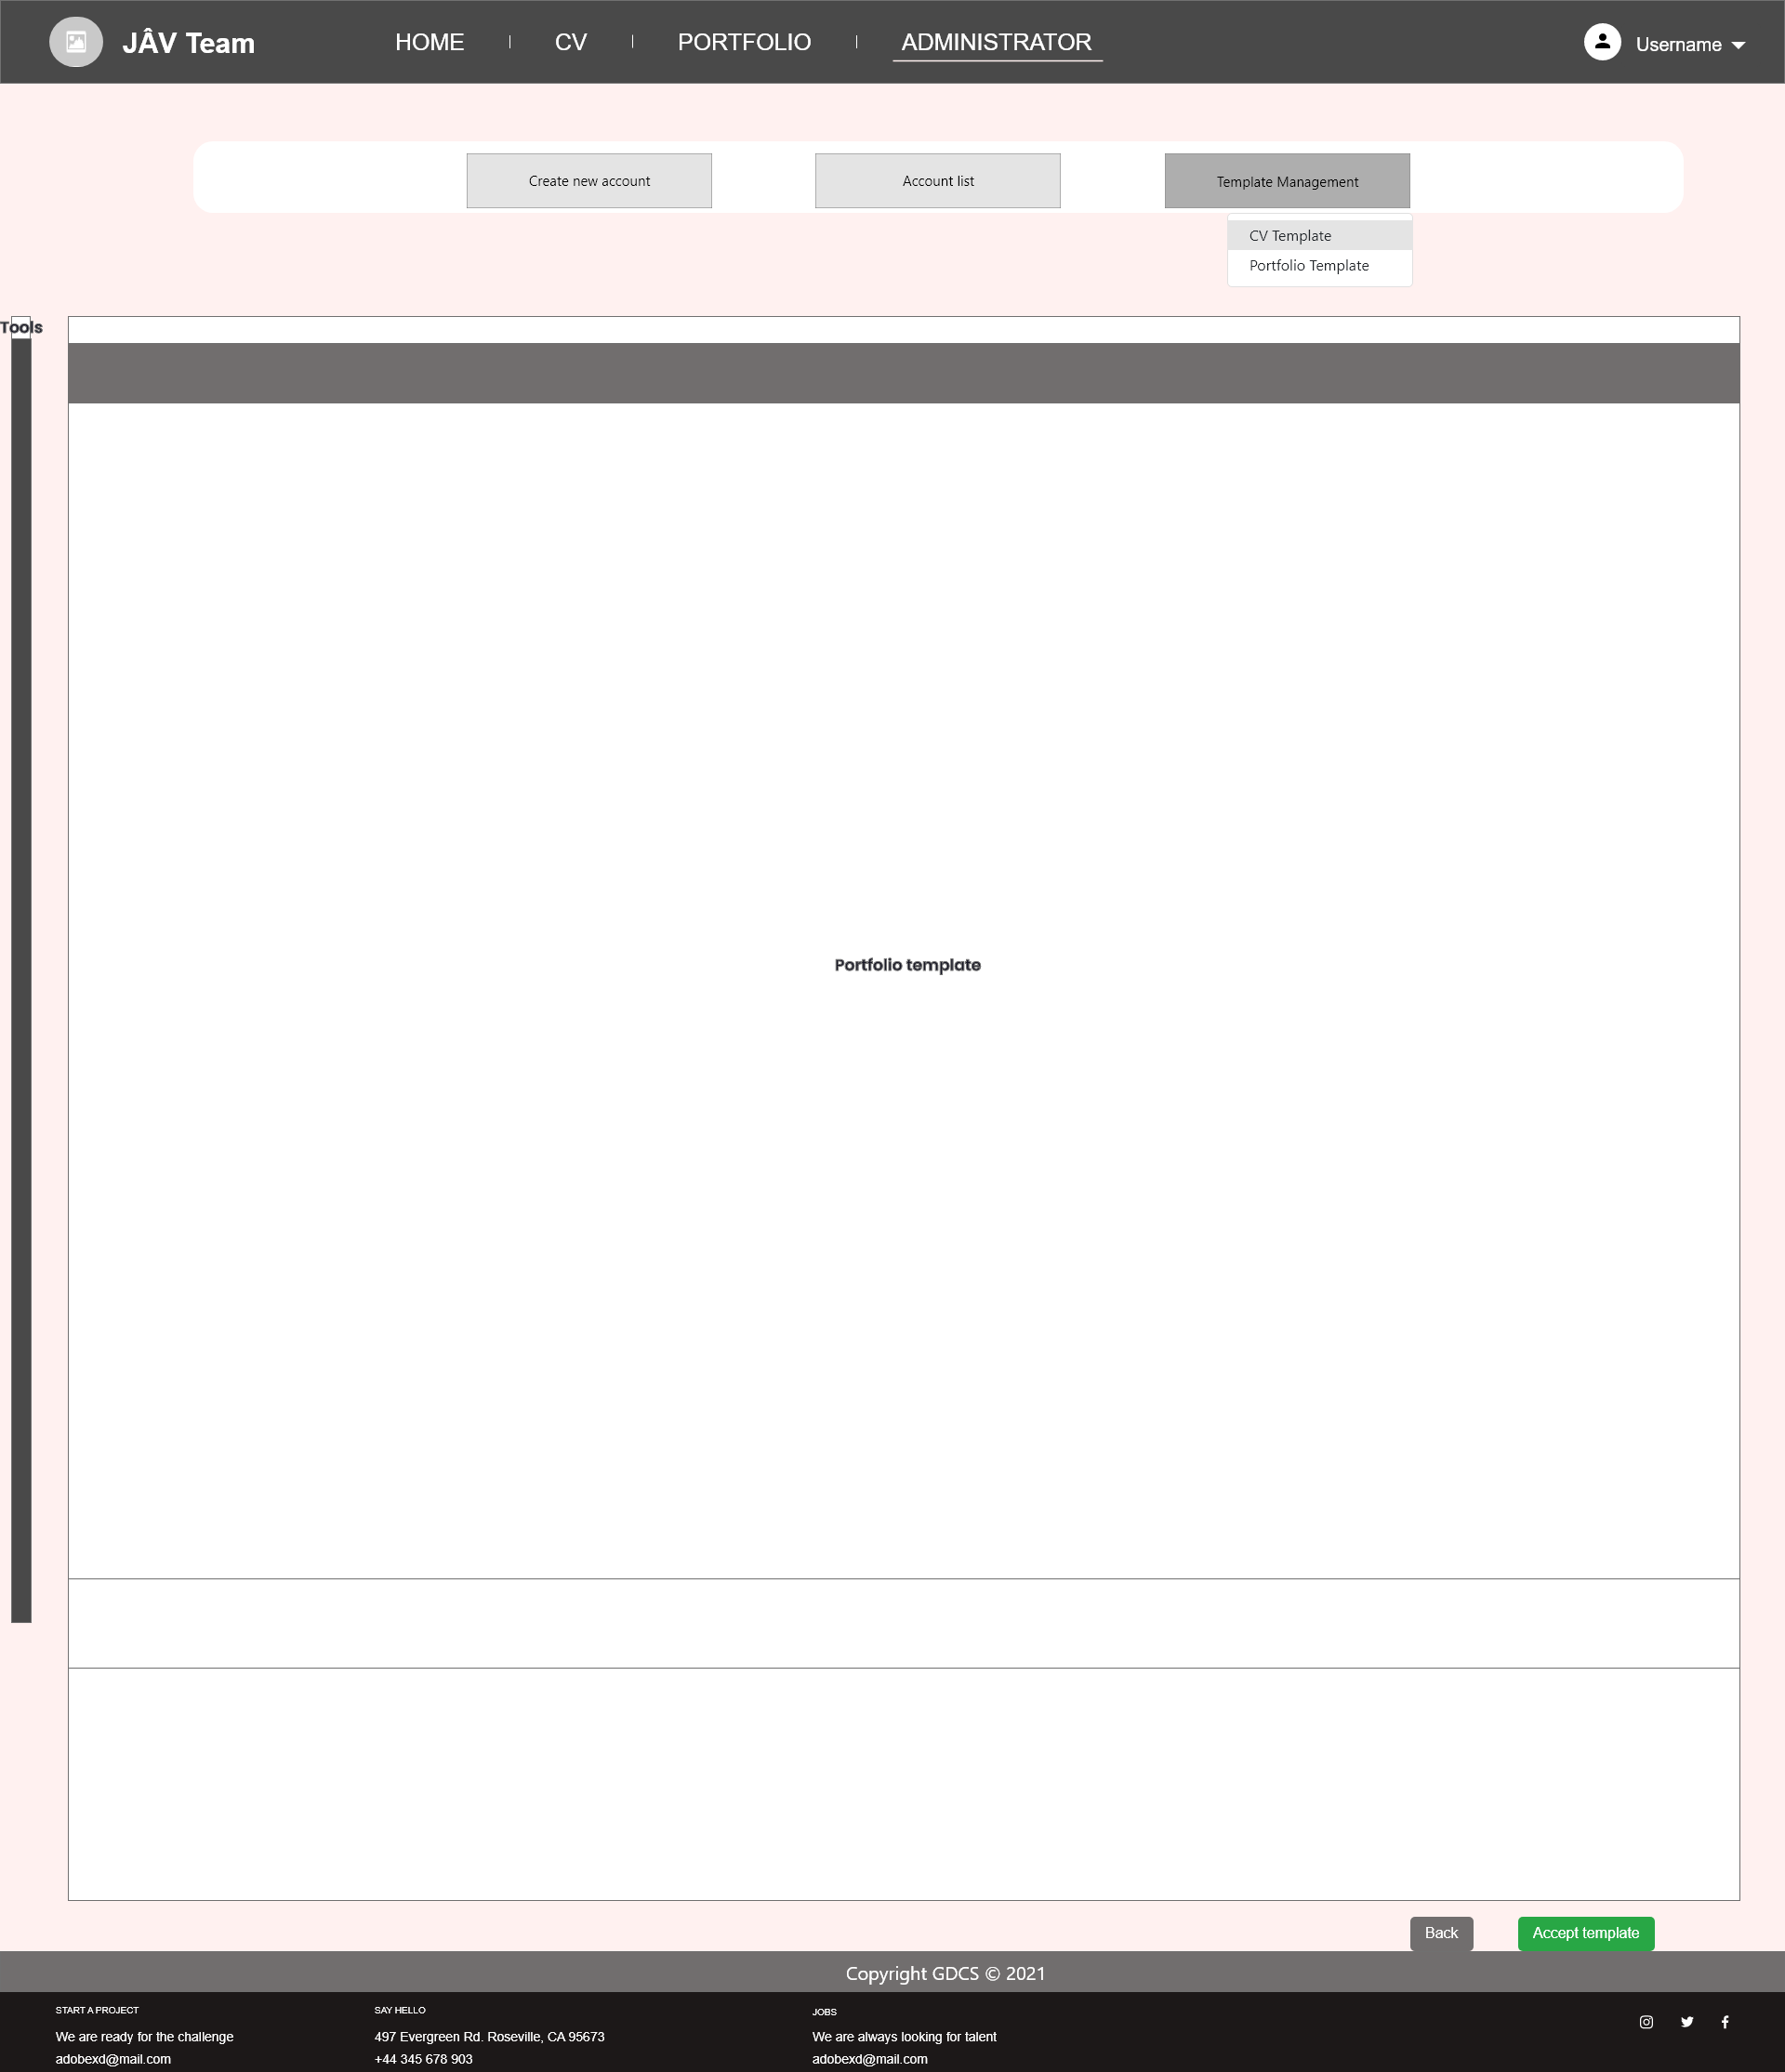 JÂV Team
HOME
CV
PORTFOLIO
ADMINISTRATOR
Username
Create new account
Account list
Template Management
CV Template
Portfolio Template
Tools
Portfolio template
Back
Accept template
Copyright GDCS © 2021
START A PROJECT
We are ready for the challenge
adobexd@mail.com
SAY HELLO
497 Evergreen Rd. Roseville, CA 95673
+44 345 678 903
JOBS
We are always looking for talent
adobexd@mail.com